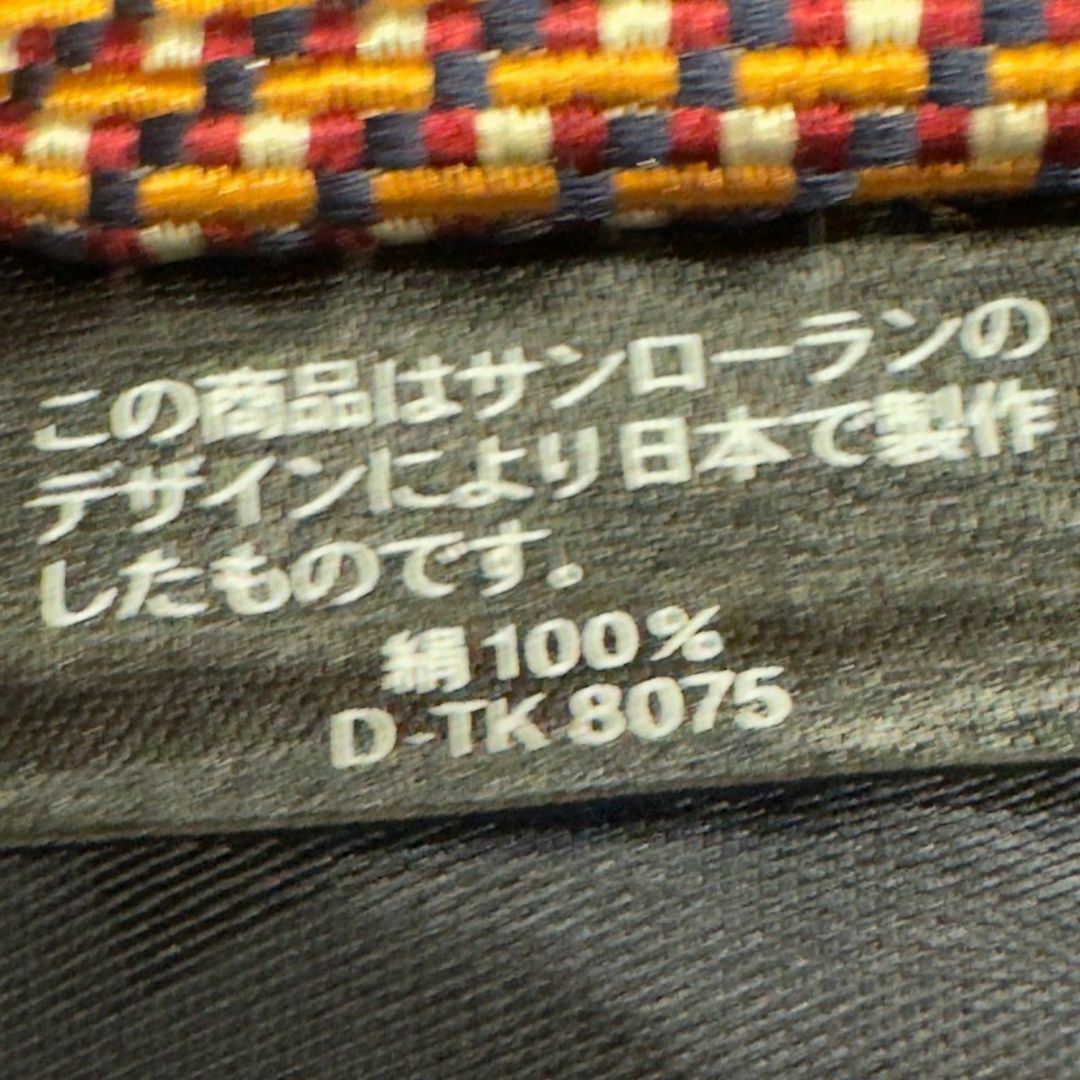 この商品はサンローランの
デザインにより日本で製作
したものです。
絹100%
D-TK 8075